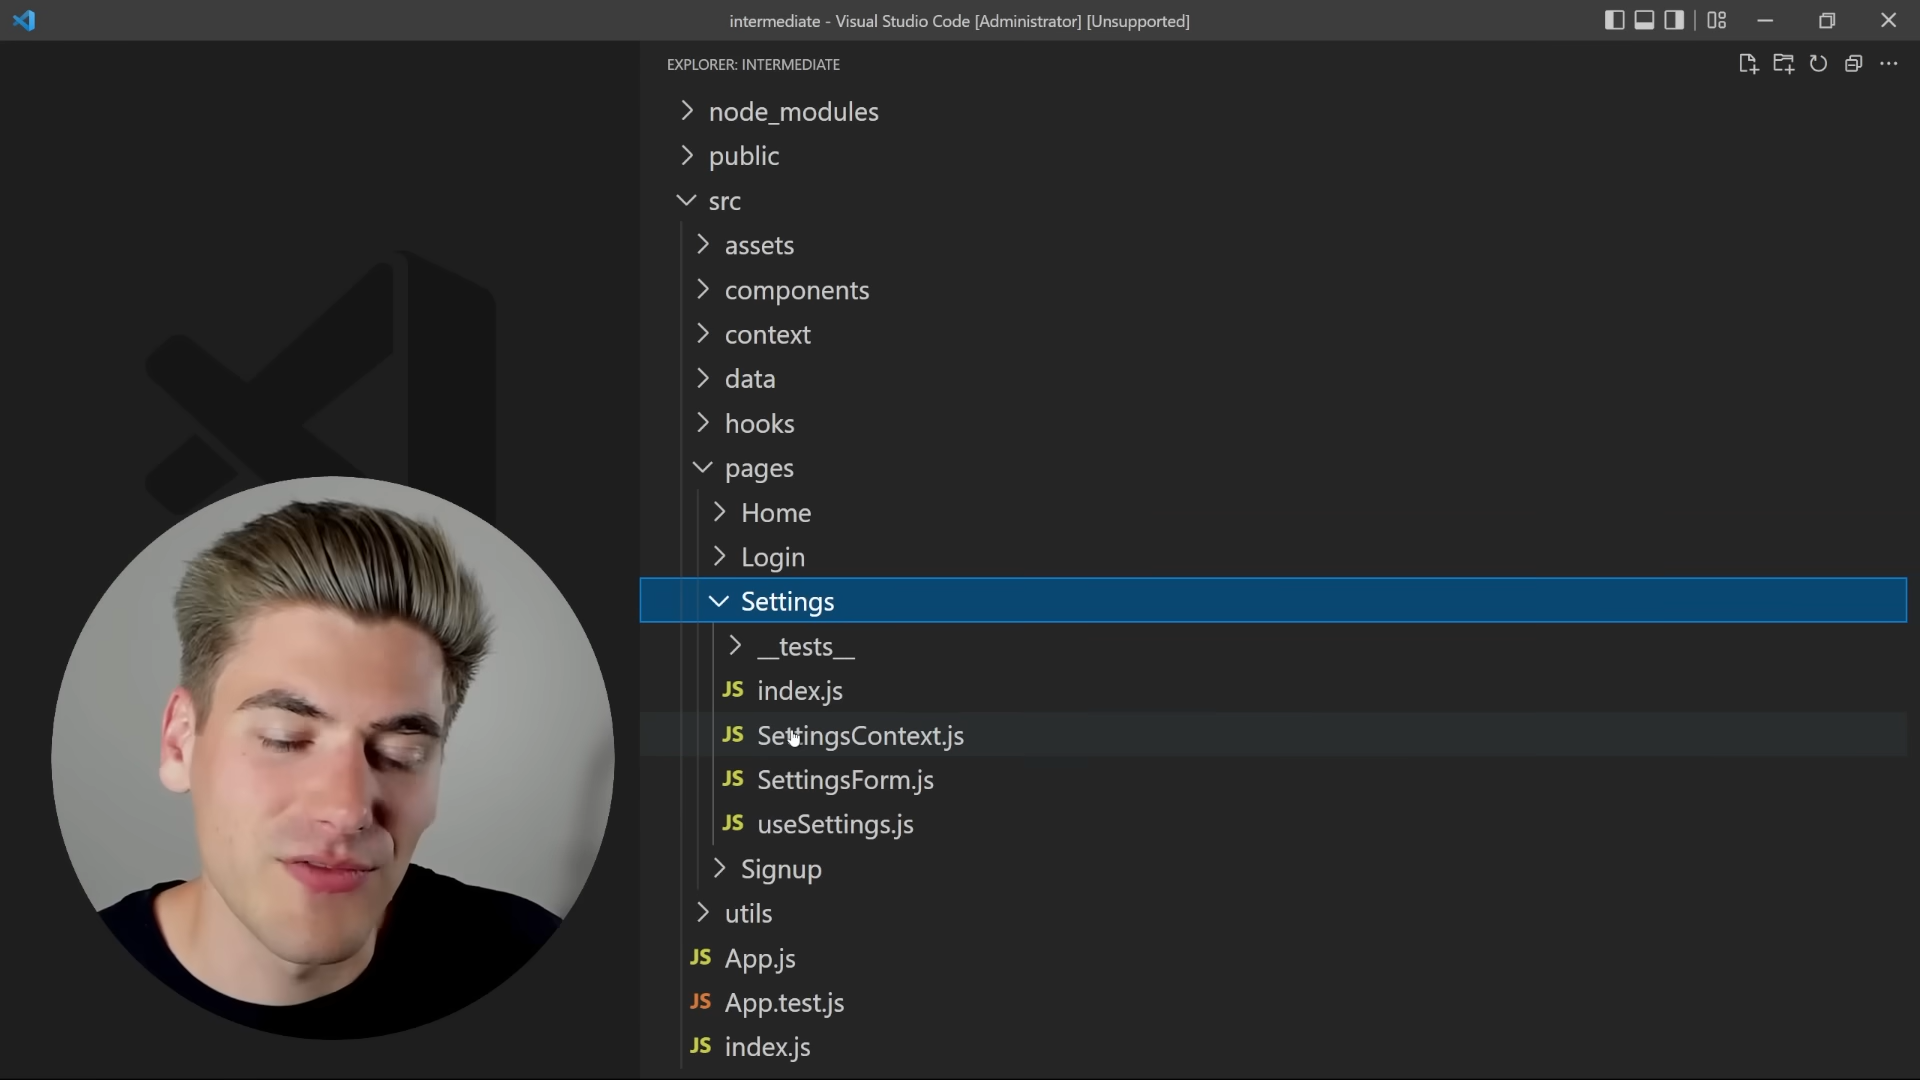 intermediate - Visual Studio Code [Administrator] [Unsupported]
EXPLORER: INTERMEDIATE
node_modules
public
src
assets
components
context
data
hooks
pages
Home
Login
Settings
__tests__
JS index.js
JS SettingsContext.js
JS SettingsForm.js
JS useSettings.js
Signup
utils
JS App.js
JS App.test.js
JS index.js